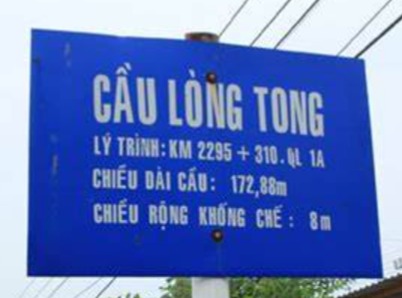 CẦU LÒNG TONG
LÝ TRÌNH: KM 2295 + 310. QL 1A
CHIỀU DÀI CẦU: 172,88m
CHIỀU RỘNG KHỐNG CHẾ: 8m